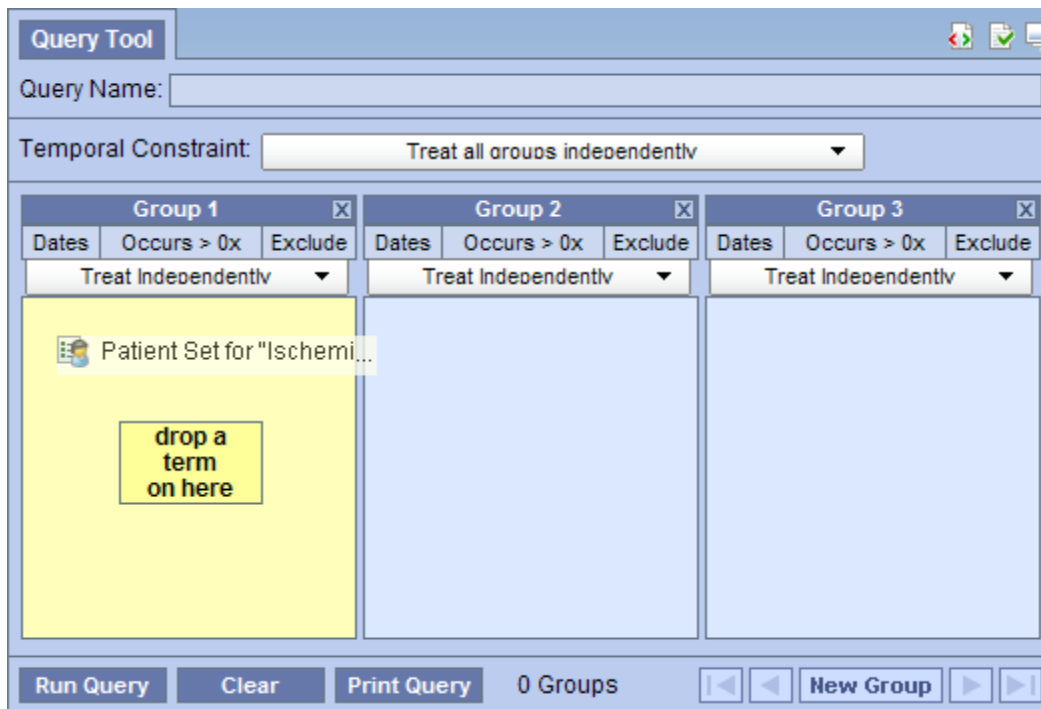 Query Tool
Query Name:
Temporal Constraint: Treat all groups independently
Group 1 X Group 2 X Group 3 X
Dates Occurs > 0x Exclude Dates Occurs > 0x Exclude Dates Occurs > 0x Exclude
Treat Independently Treat Independently Treat Independently
Patient Set for "Ischemi...
drop a
term
on here
Run Query Clear Print Query 0 Groups New Group